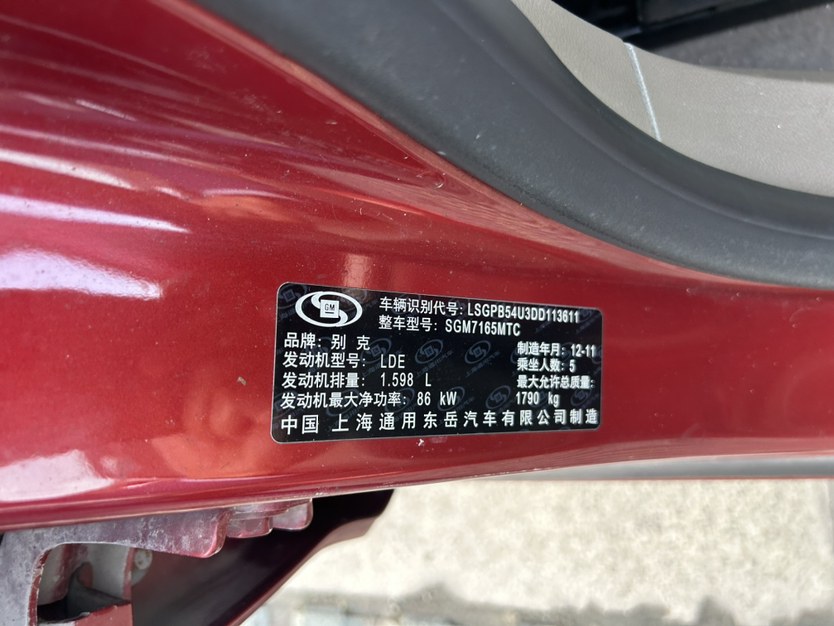 GM
车辆识别代号: LSGPB54U3DD113611
整车型号: SGM7165MTC
品牌: 别 克
发动机型号: LDE
发动机排量: 1.598 L
发动机最大净功率: 86 kW
制造年月: 12-11
乘坐人数: 5
最大允许总质量:
1790 kg
中国 上海通用东岳汽车有限公司制造